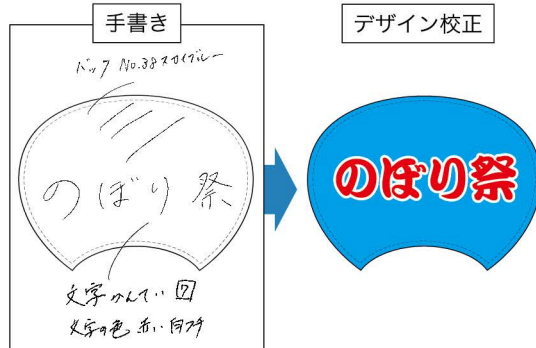 手書き
バック No.38 スカイブルー
のぼり祭
文字 かんてい 7
文字の色 赤い 白フチ
デザイン校正
のぼり祭